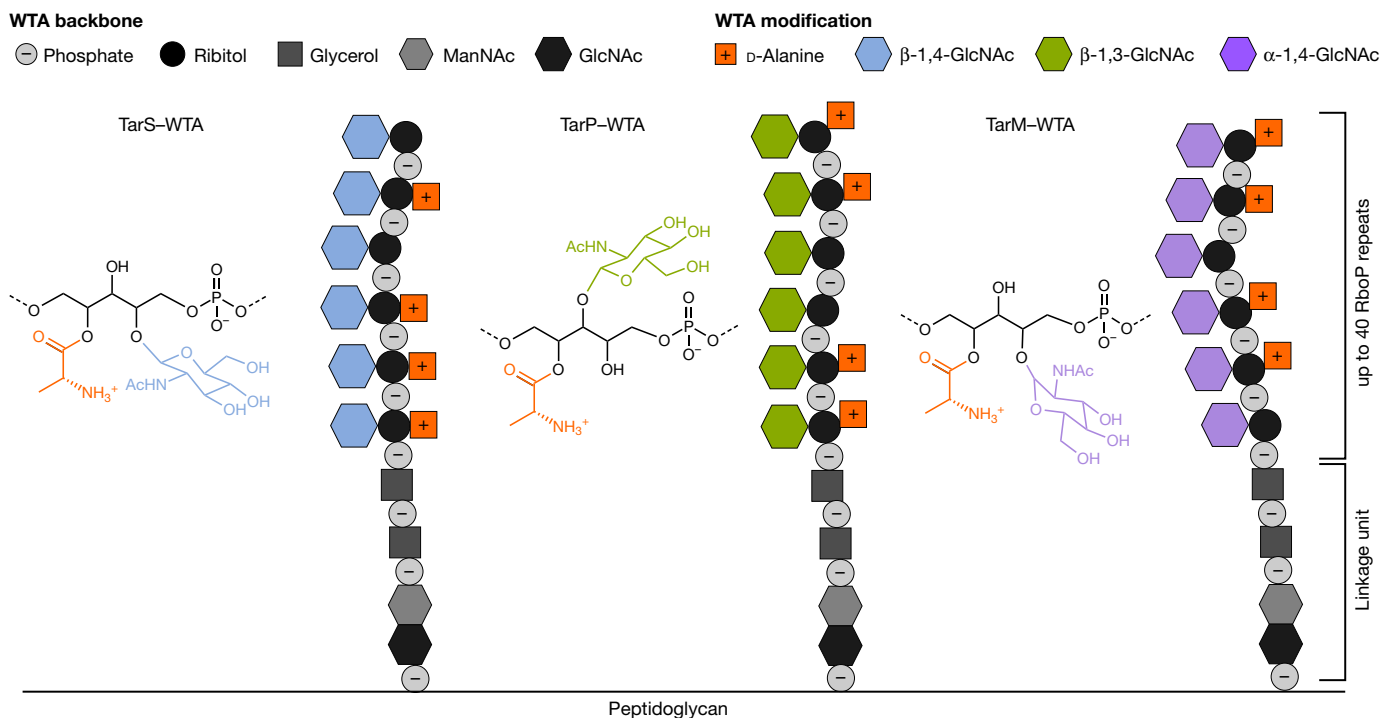 WTA backbone
− Phosphate Ribitol Glycerol ManNAc GlcNAc
WTA modification
+ D-Alanine β-1,4-GlcNAc β-1,3-GlcNAc α-1,4-GlcNAc
TarS–WTA
OH
O
O
P
O
O⁻
O
O
O
O
NH₃⁺
AcHN
O
OH
OH
OH
TarP–WTA
OH
OH
AcHN
O
OH
O
O
O
P
O
O⁻
O
O
OH
O
NH₃⁺
TarM–WTA
OH
O
O
P
O
O⁻
O
O
O
O
NH₃⁺
NHAc
O
OH
OH
OH
up to 40 RboP repeats
Linkage unit
Peptidoglycan